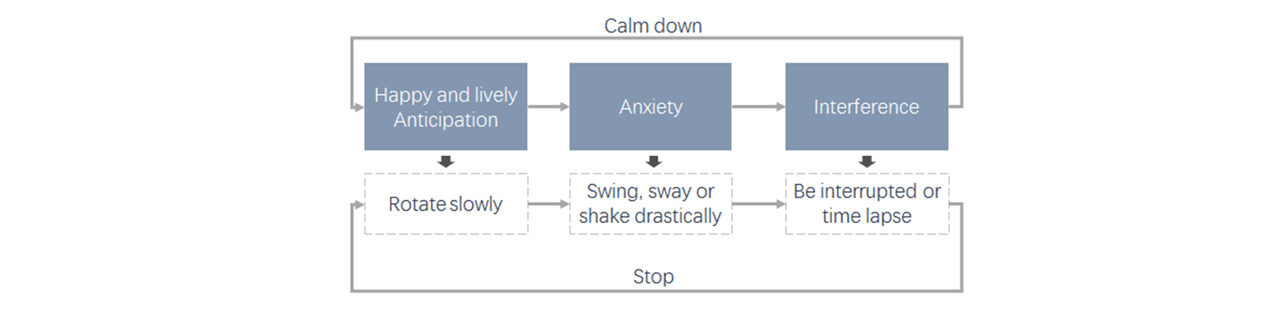 Calm down
Happy and lively
Anticipation
Anxiety
Interference
Rotate slowly
Swing, sway or
shake drastically
Be interrupted or
time lapse
Stop